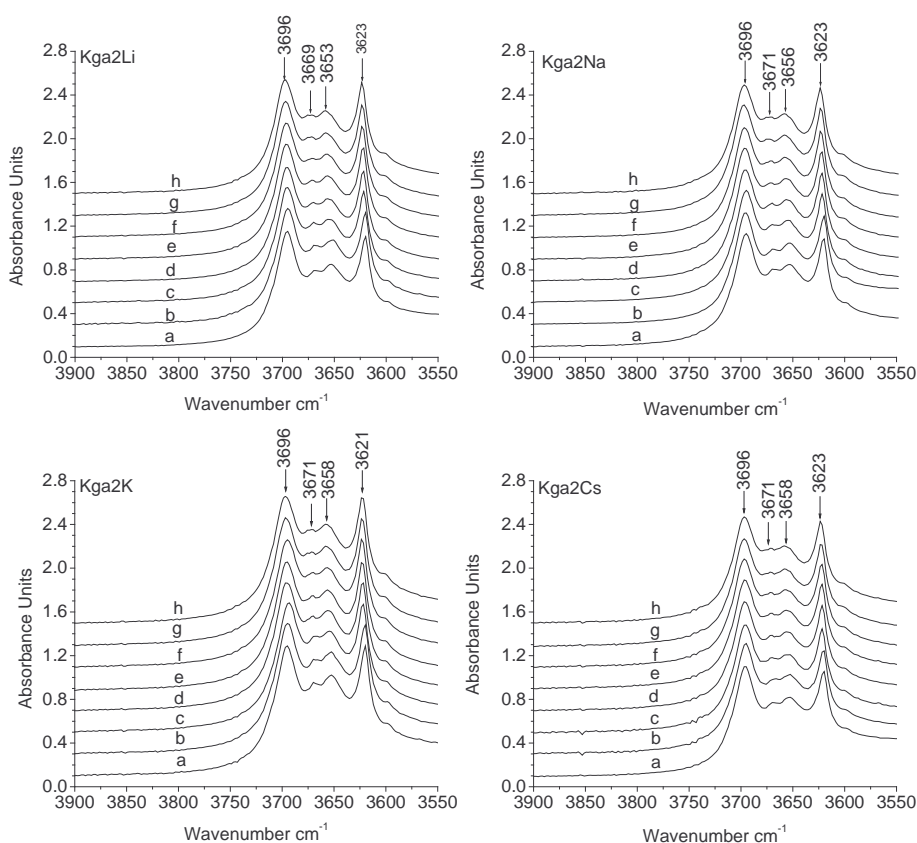 Kga2Li
3696
3669
3653
3623
2.8
2.4
2.0
1.6
1.2
0.8
0.4
0.0
Absorbance Units
h
g
f
e
d
c
b
a
3900 3850 3800 3750 3700 3650 3600 3550
Wavenumber cm⁻¹
Kga2Na
3696
3671
3656
3623
2.8
2.4
2.0
1.6
1.2
0.8
0.4
0.0
Absorbance Units
h
g
f
e
d
c
b
a
3900 3850 3800 3750 3700 3650 3600 3550
Wavenumber cm⁻¹
Kga2K
3696
3671
3658
3621
2.8
2.4
2.0
1.6
1.2
0.8
0.4
0.0
Absorbance Units
h
g
f
e
d
c
b
a
3900 3850 3800 3750 3700 3650 3600 3550
Wavenumber cm⁻¹
Kga2Cs
3696
3671
3658
3623
2.8
2.4
2.0
1.6
1.2
0.8
0.4
0.0
Absorbance Units
h
g
f
e
d
c
b
a
3900 3850 3800 3750 3700 3650 3600 3550
Wavenumber cm⁻¹